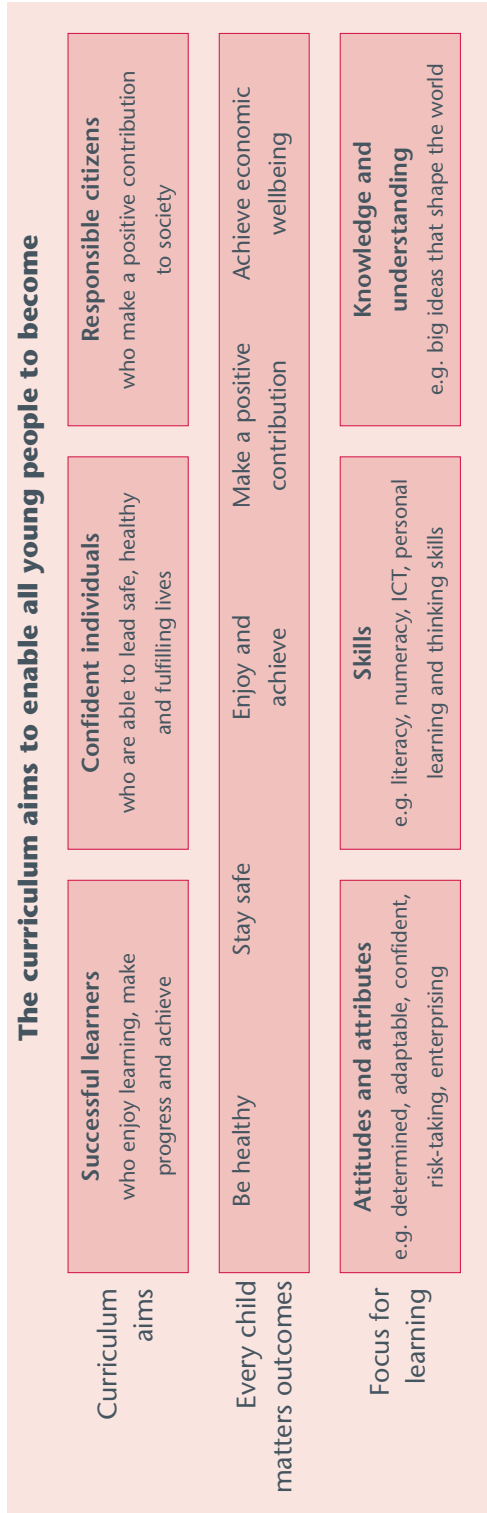 The curriculum aims to enable all young people to become
Curriculum
aims
Successful learners
who enjoy learning, make
progress and achieve
Confident individuals
who are able to lead safe, healthy
and fulfilling lives
Responsible citizens
who make a positive contribution
to society
Every child
matters outcomes
Be healthy
Stay safe
Enjoy and
achieve
Make a positive
contribution
Achieve economic
wellbeing
Focus for
learning
Attitudes and attributes
e.g. determined, adaptable, confident,
risk-taking, enterprising
Skills
e.g. literacy, numeracy, ICT, personal
learning and thinking skills
Knowledge and
understanding
e.g. big ideas that shape the world